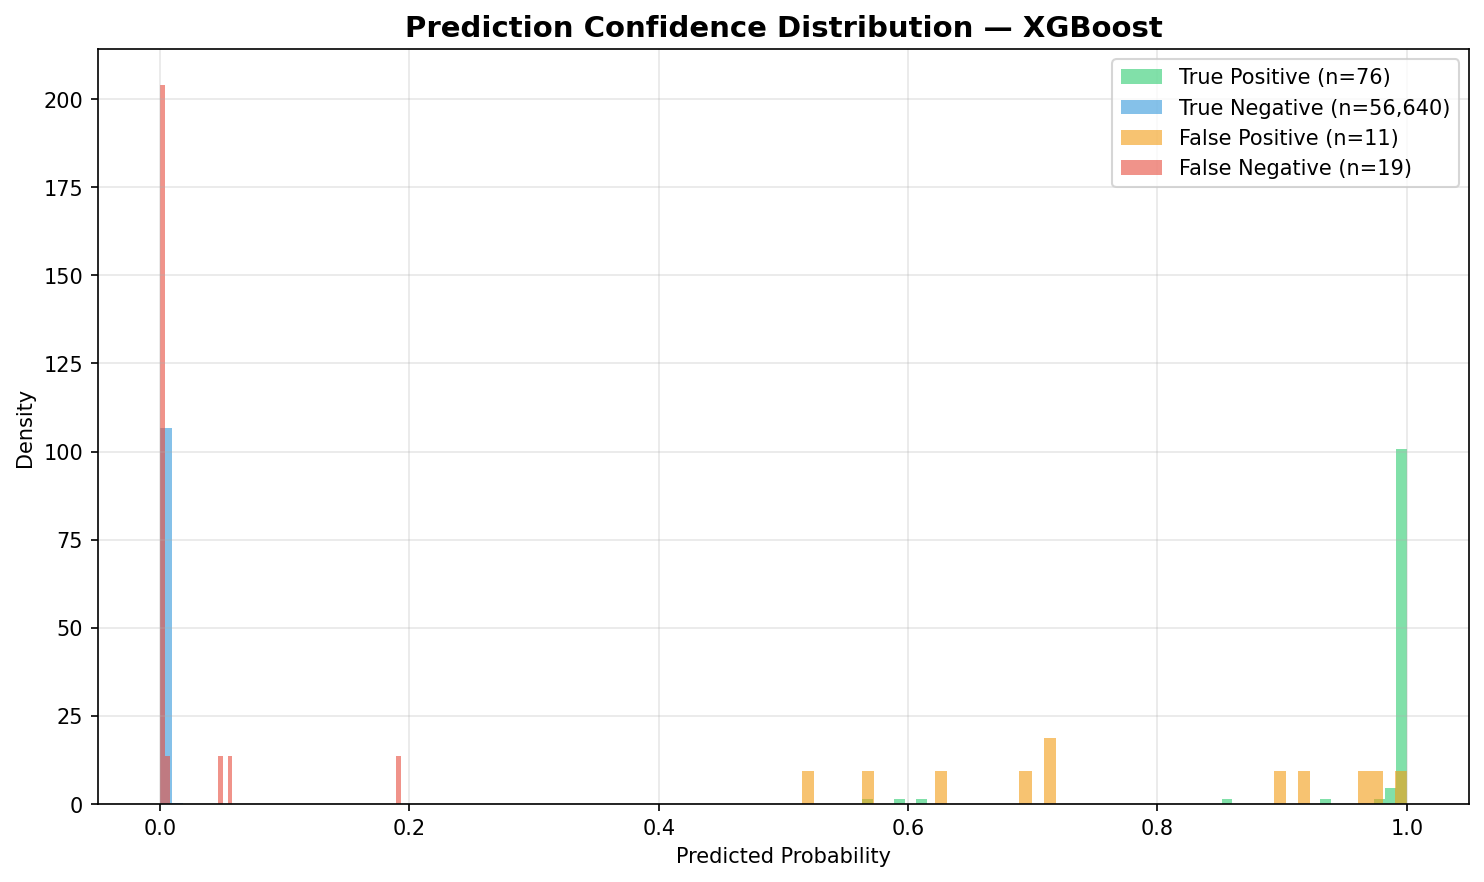 Prediction Confidence Distribution — XGBoost
True Positive (n=76)
True Negative (n=56,640)
False Positive (n=11)
False Negative (n=19)
200
175
150
125
100
75
50
25
0
Density
0.0 0.2 0.4 0.6 0.8 1.0
Predicted Probability